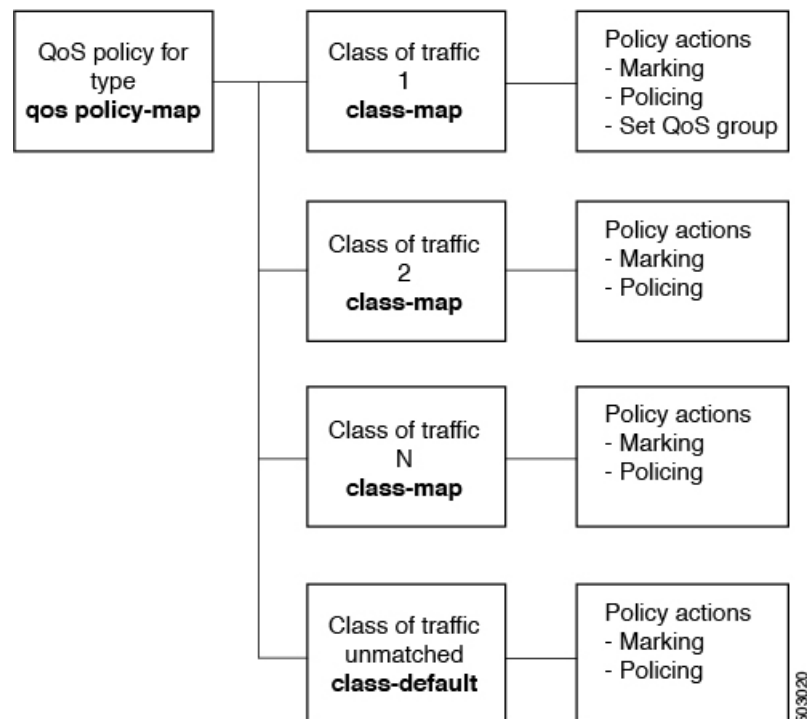 QoS policy for
type
qos policy-map
Class of traffic
1
class-map
Policy actions
- Marking
- Policing
- Set QoS group
Class of traffic
2
class-map
Policy actions
- Marking
- Policing
Class of traffic
N
class-map
Policy actions
- Marking
- Policing
Class of traffic
unmatched
class-default
Policy actions
- Marking
- Policing